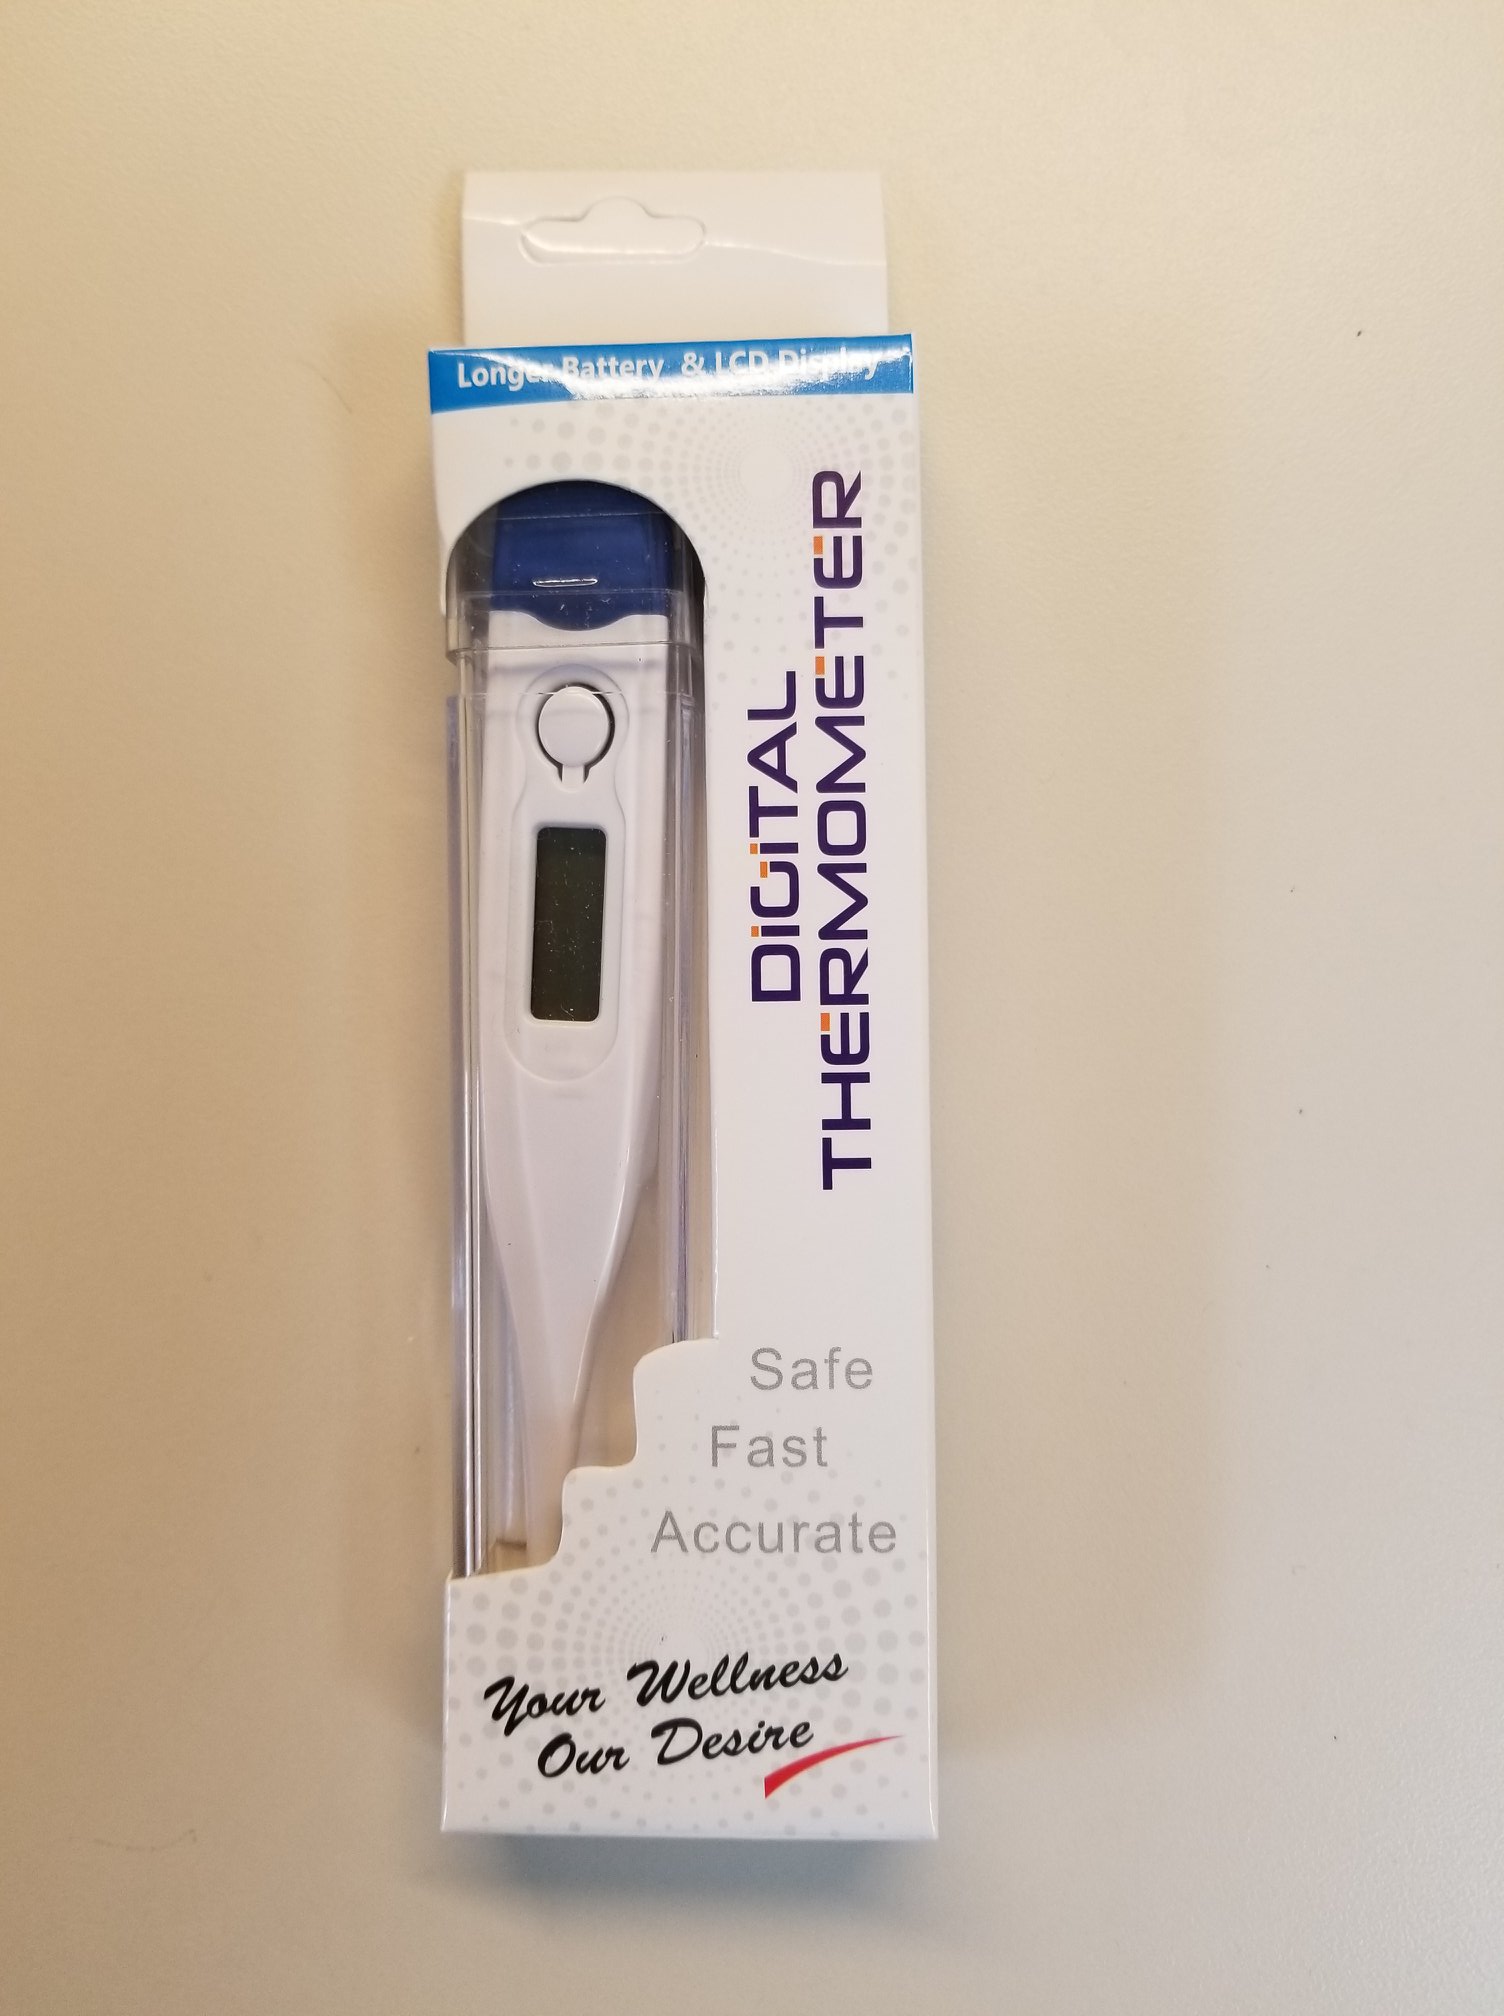 Longer Battery & LCD Display
DIGITAL
THERMOMETER
Safe
Fast
Accurate
Your Wellness
Our Desire